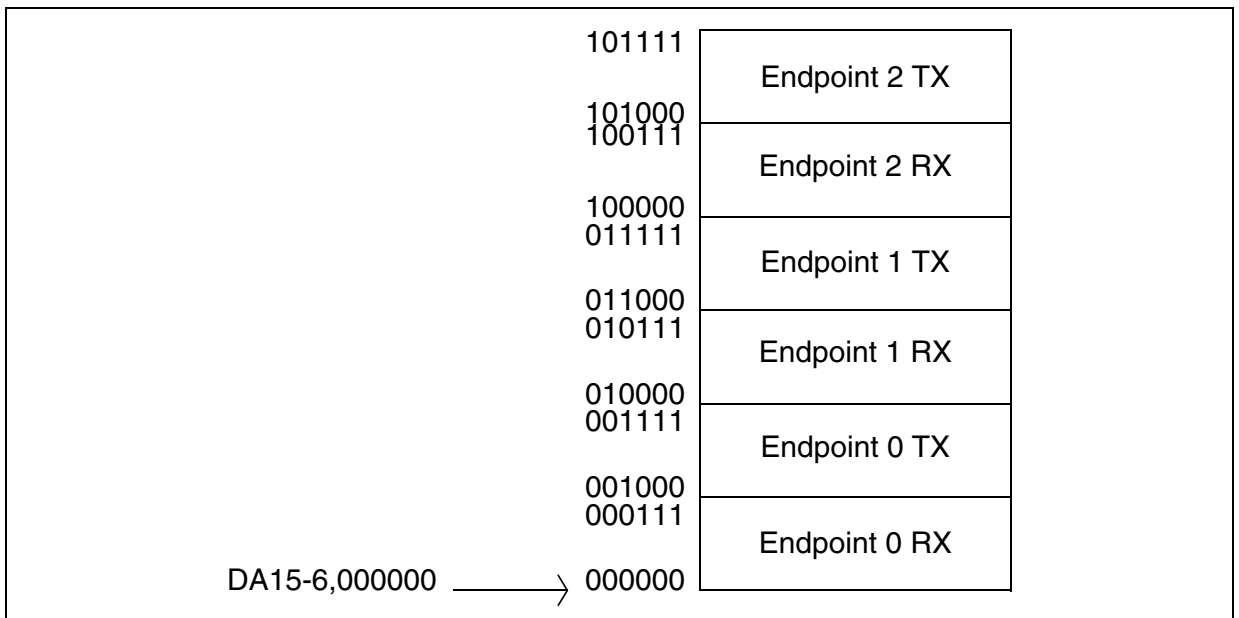 101111
Endpoint 2 TX
101000
100111
Endpoint 2 RX
100000
011111
Endpoint 1 TX
011000
010111
Endpoint 1 RX
010000
001111
Endpoint 0 TX
001000
000111
Endpoint 0 RX
DA15-6,000000 000000